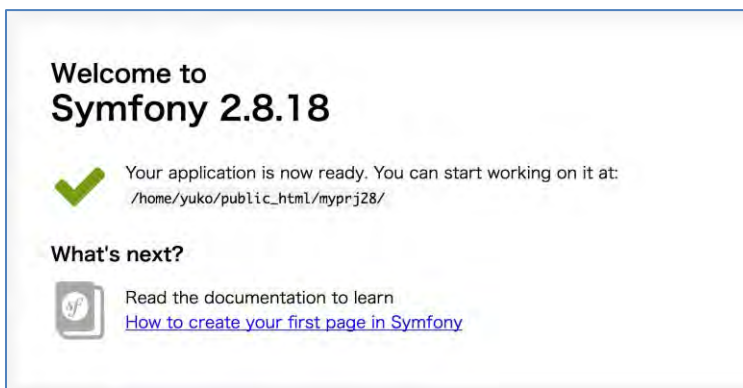 Welcome to
Symfony 2.8.18
Your application is now ready. You can start working on it at:
/home/yuko/public_html/myprj28/
What's next?
sf
Read the documentation to learn
How to create your first page in Symfony